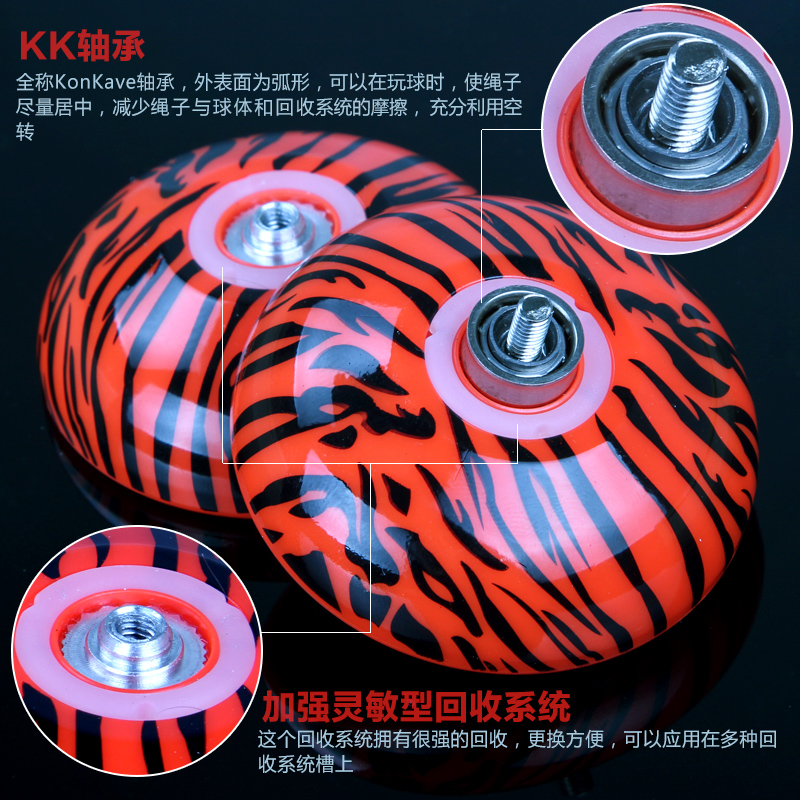 KK轴承
全称KonKave轴承，外表面为弧形，可以在玩球时，使绳子
尽量居中，减少绳子与球体和回收系统的摩擦，充分利用空
转
加强灵敏型回收系统
这个回收系统拥有很强的回收，更换方便，可以应用在多种回
收系统槽上